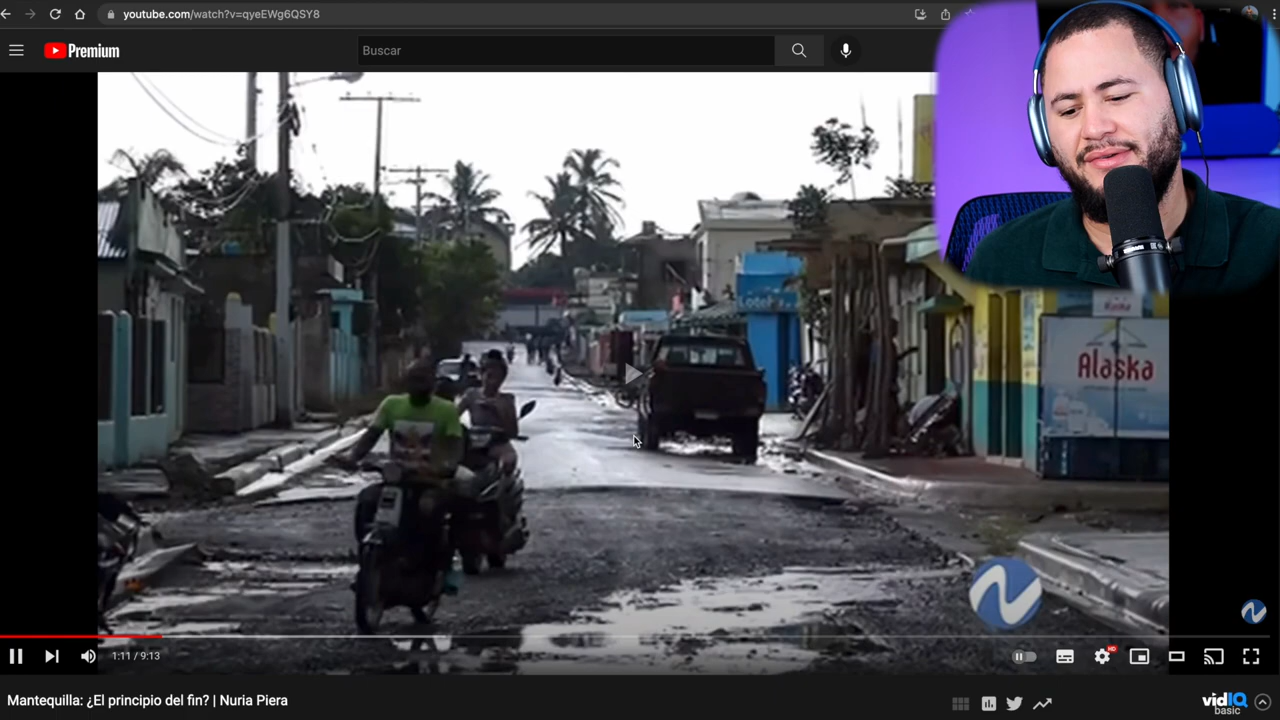 youtube.com/watch?v=qyeEWg6QSY8
Premium
Buscar
Alaska
1:11 / 9:13
HD
Mantequilla: ¿El principio del fin? | Nuria Piera
vidIQ
basic